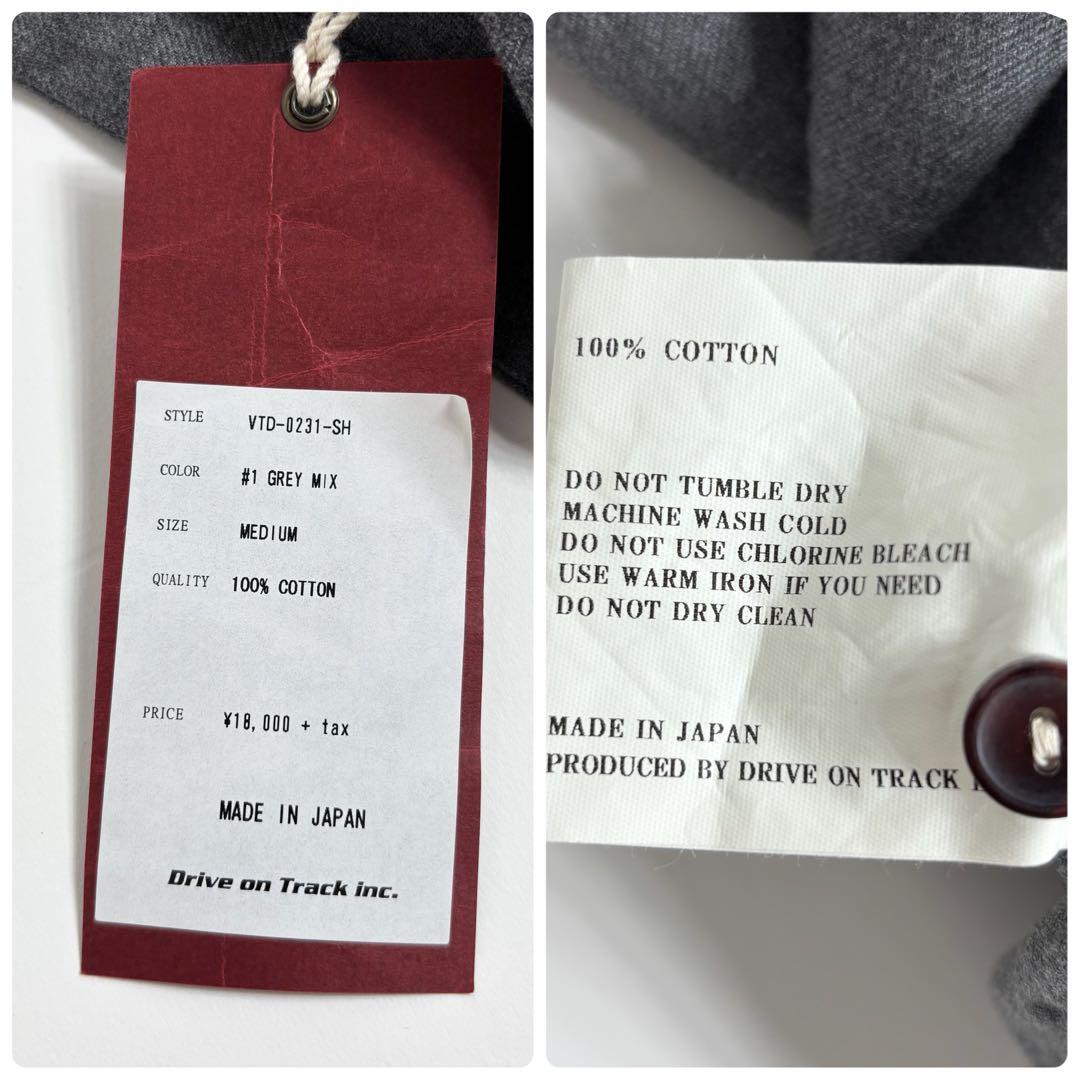 STYLE VTD-0231-SH
COLOR #1 GREY MIX
SIZE MEDIUM
QUALITY 100% COTTON
PRICE ¥18,000 + tax
MADE IN JAPAN
Drive on Track inc.
100% COTTON
DO NOT TUMBLE DRY
MACHINE WASH COLD
DO NOT USE CHLORINE BLEACH
USE WARM IRON IF YOU NEED
DO NOT DRY CLEAN
MADE IN JAPAN
PRODUCED BY DRIVE ON TRACK